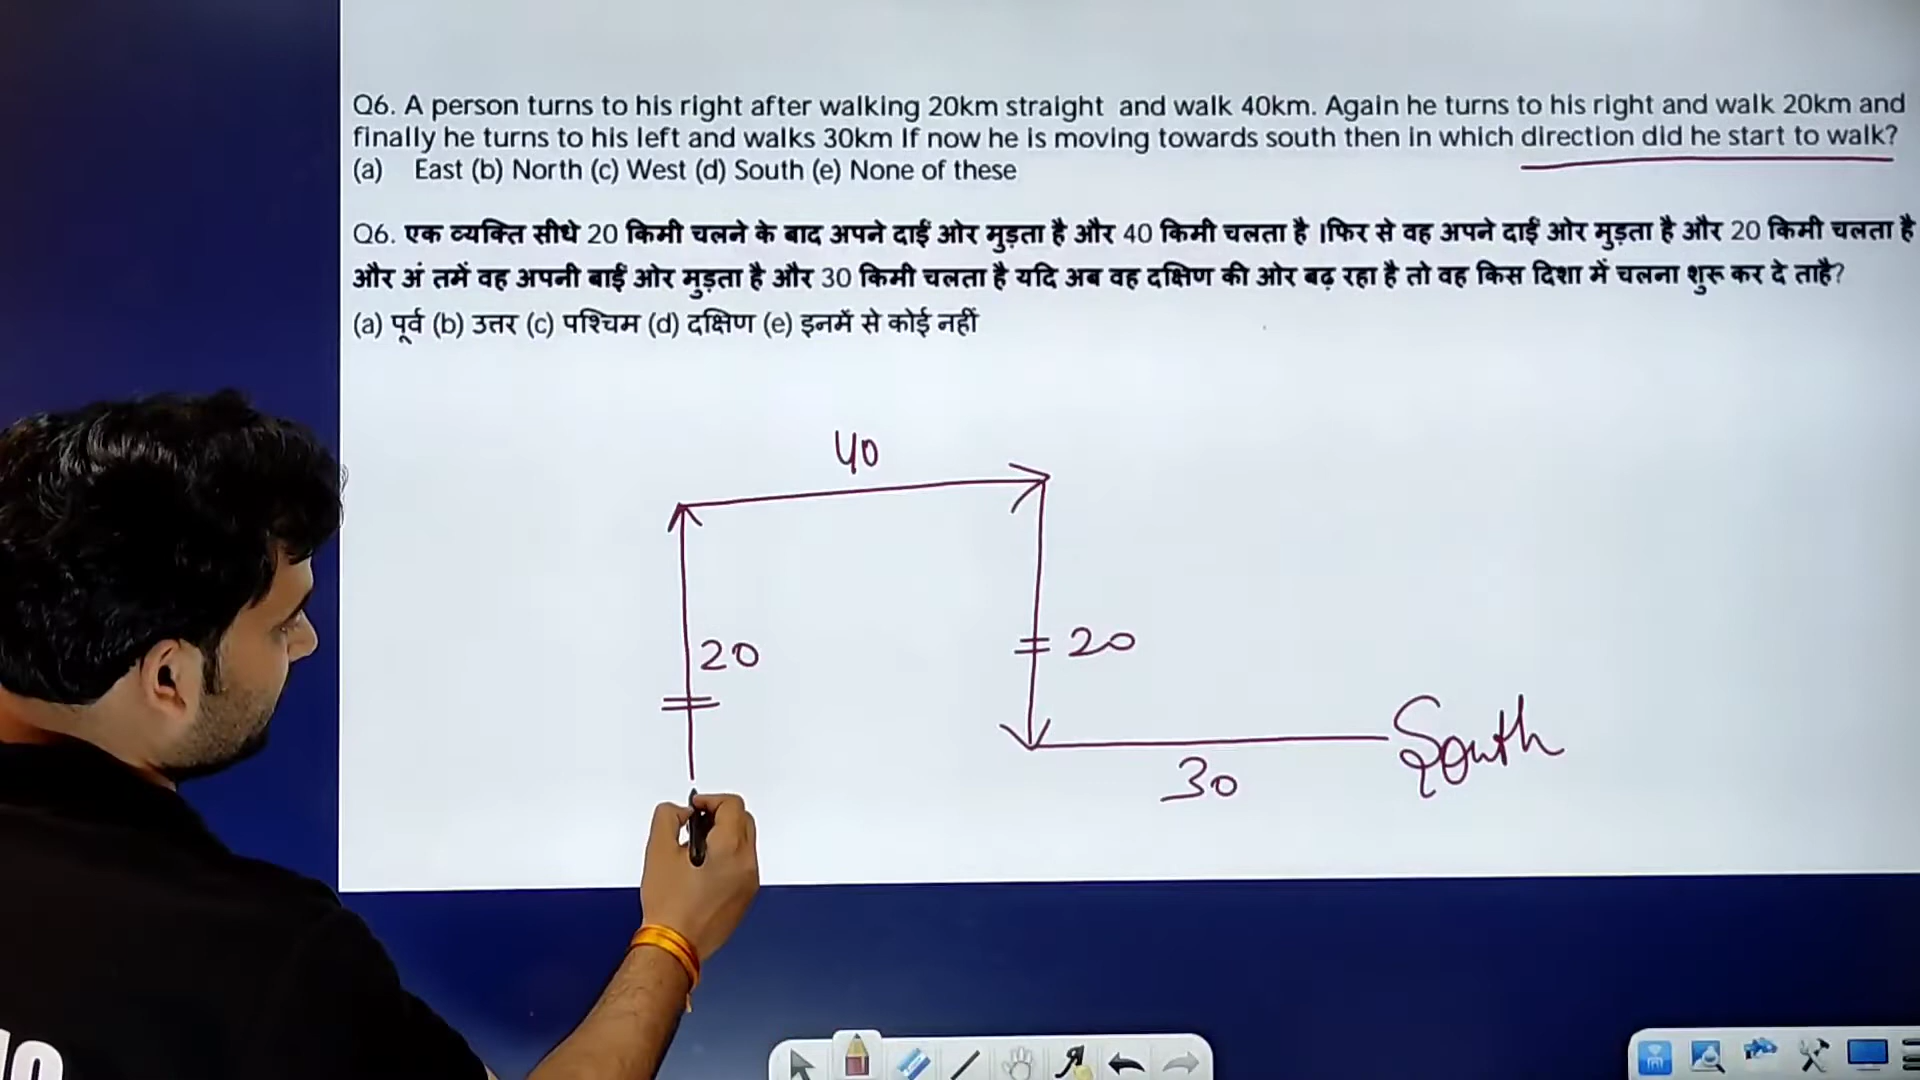 Q6. A person turns to his right after walking 20km straight and walk 40km. Again he turns to his right and walk 20km and
finally he turns to his left and walks 30km If now he is moving towards south then in which direction did he start to walk?
(a) East (b) North (c) West (d) South (e) None of these
Q6. एक व्यक्ति सीधे 20 किमी चलने के बाद अपने दाईं ओर मुड़ता है और 40 किमी चलता है ।फिर से वह अपने दाईं ओर मुड़ता है और 20 किमी चलता है
और अं तमें वह अपनी बाईं ओर मुड़ता है और 30 किमी चलता है यदि अब वह दक्षिण की ओर बढ़ रहा है तो वह किस दिशा में चलना शुरू कर दे ताहै?
(a) पूर्व (b) उत्तर (c) पश्चिम (d) दक्षिण (e) इनमें से कोई नहीं
40
20
20
South
30